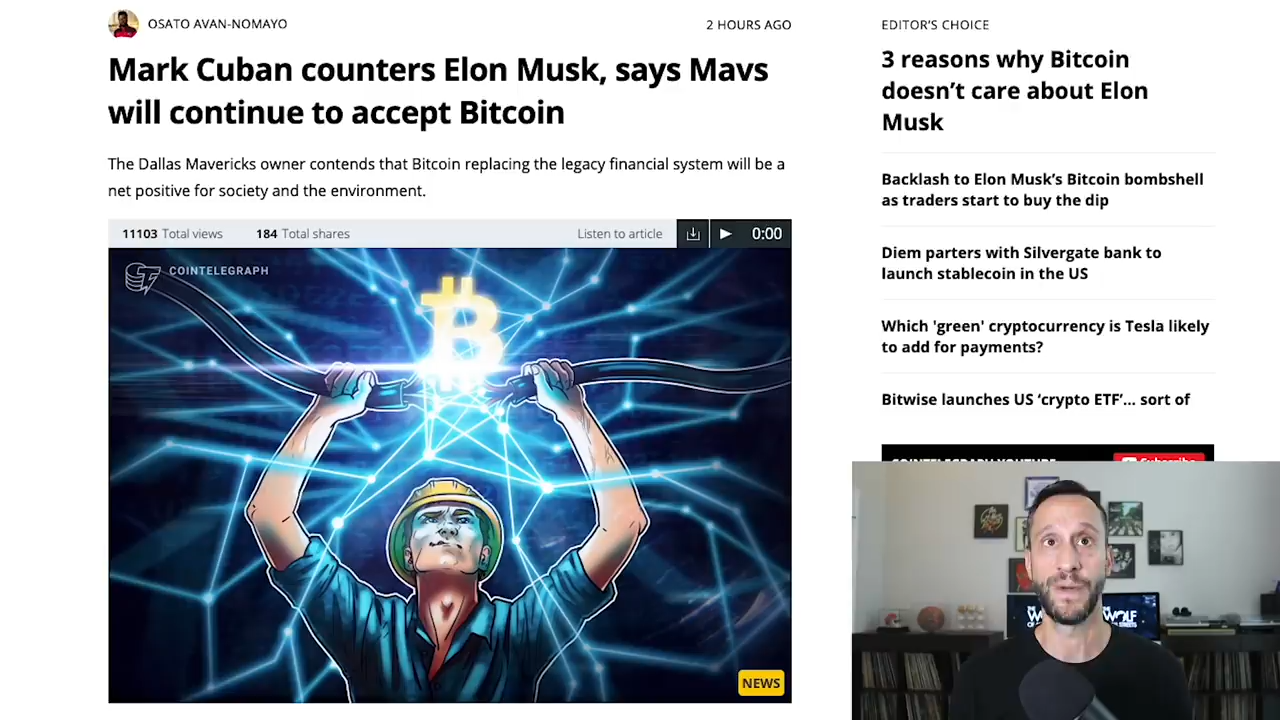 OSATO AVAN-NOMAYO
2 HOURS AGO
Mark Cuban counters Elon Musk, says Mavs
will continue to accept Bitcoin
The Dallas Mavericks owner contends that Bitcoin replacing the legacy financial system will be a
net positive for society and the environment.
11103 Total views
184 Total shares
Listen to article
0:00
COINTELEGRAPH
NEWS
EDITOR'S CHOICE
3 reasons why Bitcoin
doesn't care about Elon
Musk
Backlash to Elon Musk's Bitcoin bombshell
as traders start to buy the dip
Diem parters with Silvergate bank to
launch stablecoin in the US
Which 'green' cryptocurrency is Tesla likely
to add for payments?
Bitwise launches US 'crypto ETF'... sort of
COINTELEGRAPH YOUTUBE
Subscribe
WOLF